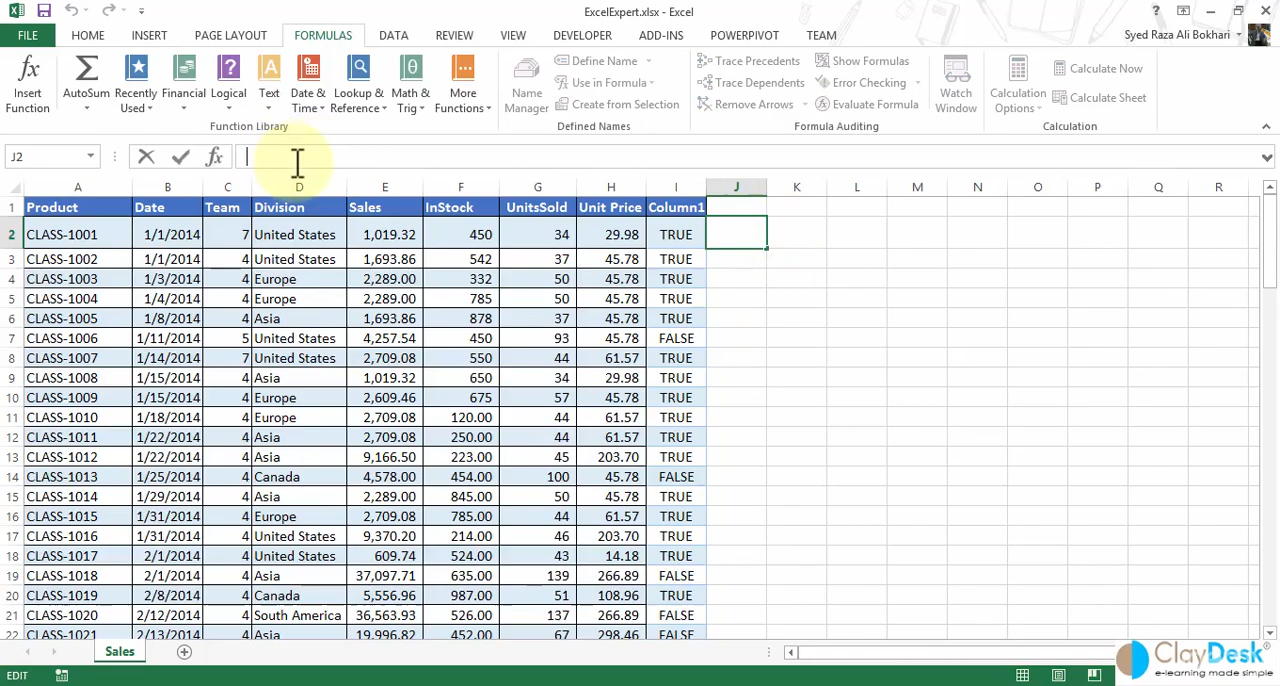 ExcelExpert.xlsx - Excel
FILE HOME INSERT PAGE LAYOUT FORMULAS DATA REVIEW VIEW DEVELOPER ADD-INS POWERPIVOT TEAM Syed Raza Ali Bokhari
Insert Function
AutoSum
Recently Used
Financial
Logical
Text
Date & Time
Lookup & Reference
Math & Trig
More Functions
Function Library
Name Manager
Define Name
Use in Formula
Create from Selection
Defined Names
Trace Precedents
Trace Dependents
Remove Arrows
Show Formulas
Error Checking
Evaluate Formula
Watch Window
Formula Auditing
Calculation Options
Calculate Now
Calculate Sheet
Calculation
J2 fx
A B C D E F G H I J K L M N O P Q R
1 Product Date Team Division Sales InStock UnitsSold Unit Price Column1
2 CLASS-1001 1/1/2014 7 United States 1,019.32 450 34 29.98 TRUE
3 CLASS-1002 1/1/2014 4 United States 1,693.86 542 37 45.78 TRUE
4 CLASS-1003 1/3/2014 4 Europe 2,289.00 332 50 45.78 TRUE
5 CLASS-1004 1/4/2014 4 Europe 2,289.00 785 50 45.78 TRUE
6 CLASS-1005 1/8/2014 4 Asia 1,693.86 878 37 45.78 TRUE
7 CLASS-1006 1/11/2014 5 United States 4,257.54 450 93 45.78 FALSE
8 CLASS-1007 1/14/2014 7 United States 2,709.08 550 44 61.57 TRUE
9 CLASS-1008 1/15/2014 4 Asia 1,019.32 650 34 29.98 TRUE
10 CLASS-1009 1/15/2014 4 Europe 2,609.46 675 57 45.78 TRUE
11 CLASS-1010 1/18/2014 4 Europe 2,709.08 120.00 44 61.57 TRUE
12 CLASS-1011 1/22/2014 4 Asia 2,709.08 250.00 44 61.57 TRUE
13 CLASS-1012 1/22/2014 4 Asia 9,166.50 223.00 45 203.70 TRUE
14 CLASS-1013 1/25/2014 4 Canada 4,578.00 454.00 100 45.78 FALSE
15 CLASS-1014 1/29/2014 4 Asia 2,289.00 845.00 50 45.78 TRUE
16 CLASS-1015 1/31/2014 4 Europe 2,709.08 785.00 44 61.57 TRUE
17 CLASS-1016 1/31/2014 4 United States 9,370.20 214.00 46 203.70 TRUE
18 CLASS-1017 2/1/2014 4 United States 609.74 524.00 43 14.18 TRUE
19 CLASS-1018 2/1/2014 4 Asia 37,097.71 635.00 139 266.89 FALSE
20 CLASS-1019 2/8/2014 4 Canada 5,556.96 987.00 51 108.96 TRUE
21 CLASS-1020 2/12/2014 4 South America 36,563.93 526.00 137 266.89 FALSE
22 CLASS-1021 2/13/2014 4 Asia 19,996.82 452.00 67 298.46 FALSE
Sales
EDIT
ClayDesk®
e-learning made simple